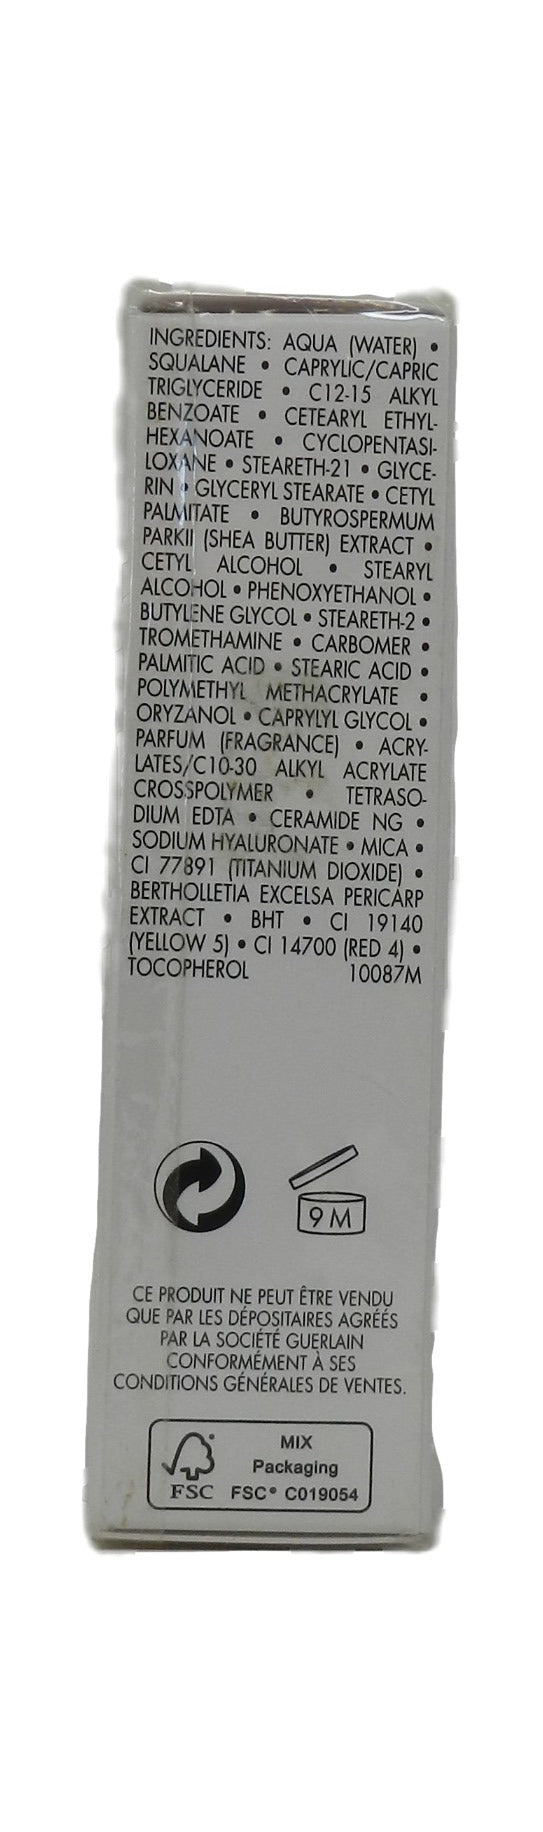 INGREDIENTS: AQUA (WATER) •
SQUALANE • CAPRYLIC/CAPRIC
TRIGLYCERIDE • C12-15 ALKYL
BENZOATE • CETEARYL ETHYL-
HEXANOATE • CYCLOPENTASI-
LOXANE • STEARETH-21 • GLYCE-
RIN • GLYCERYL STEARATE • CETYL
PALMITATE • BUTYROSPERMUM
PARKII (SHEA BUTTER) EXTRACT •
CETYL ALCOHOL • STEARYL
ALCOHOL • PHENOXYETHANOL •
BUTYLENE GLYCOL • STEARETH-2 •
TROMETHAMINE • CARBOMER •
PALMITIC ACID • STEARIC ACID •
POLYMETHYL METHACRYLATE •
ORYZANOL • CAPRYLYL GLYCOL •
PARFUM (FRAGRANCE) • ACRY-
LATES/C10-30 ALKYL ACRYLATE
CROSSPOLYMER • TETRASO-
DIUM EDTA • CERAMIDE NG •
SODIUM HYALURONATE • MICA •
CI 77891 (TITANIUM DIOXIDE) •
BERTHOLLETIA EXCELSA PERICARP
EXTRACT • BHT • CI 19140
(YELLOW 5) • CI 14700 (RED 4) •
TOCOPHEROL 10087M
9 M
CE PRODUIT NE PEUT ÊTRE VENDU
QUE PAR LES DÉPOSITAIRES AGRÉÉS
PAR LA SOCIÉTÉ GUERLAIN
CONFORMÉMENT À SES
CONDITIONS GÉNÉRALES DE VENTES.
MIX
Packaging
FSC FSC® C019054